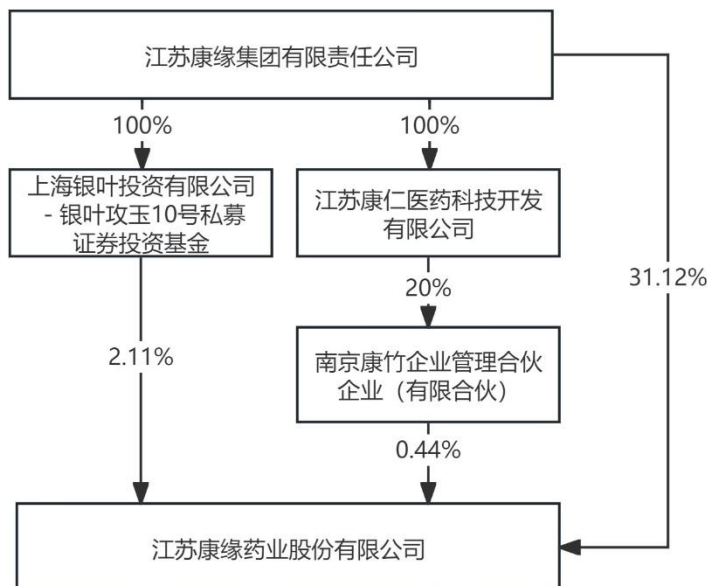 江苏康缘集团有限责任公司
100%
100%
上海银叶投资有限公司
- 银叶攻玉10号私募
证券投资基金
江苏康仁医药科技开发
有限公司
31.12%
20%
2.11%
南京康竹企业管理合伙
企业（有限合伙）
0.44%
江苏康缘药业股份有限公司